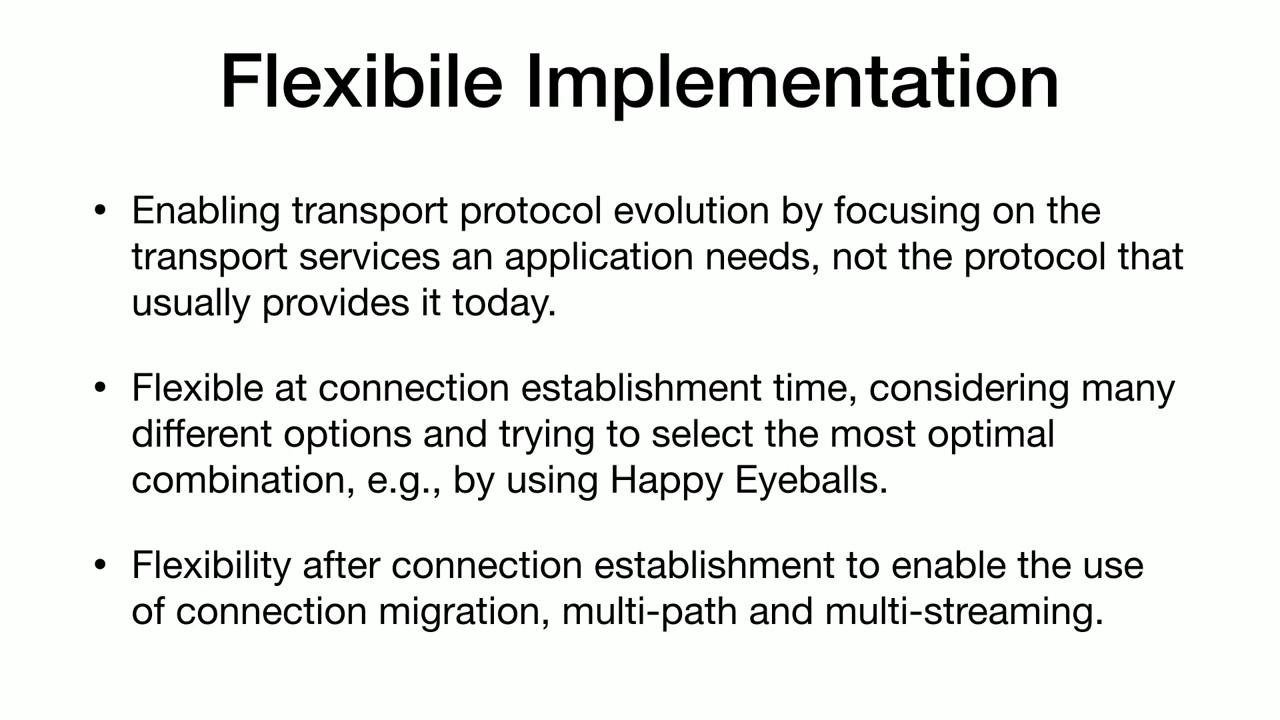 Flexibile Implementation
• Enabling transport protocol evolution by focusing on the
transport services an application needs, not the protocol that
usually provides it today.
• Flexible at connection establishment time, considering many
different options and trying to select the most optimal
combination, e.g., by using Happy Eyeballs.
• Flexibility after connection establishment to enable the use
of connection migration, multi-path and multi-streaming.